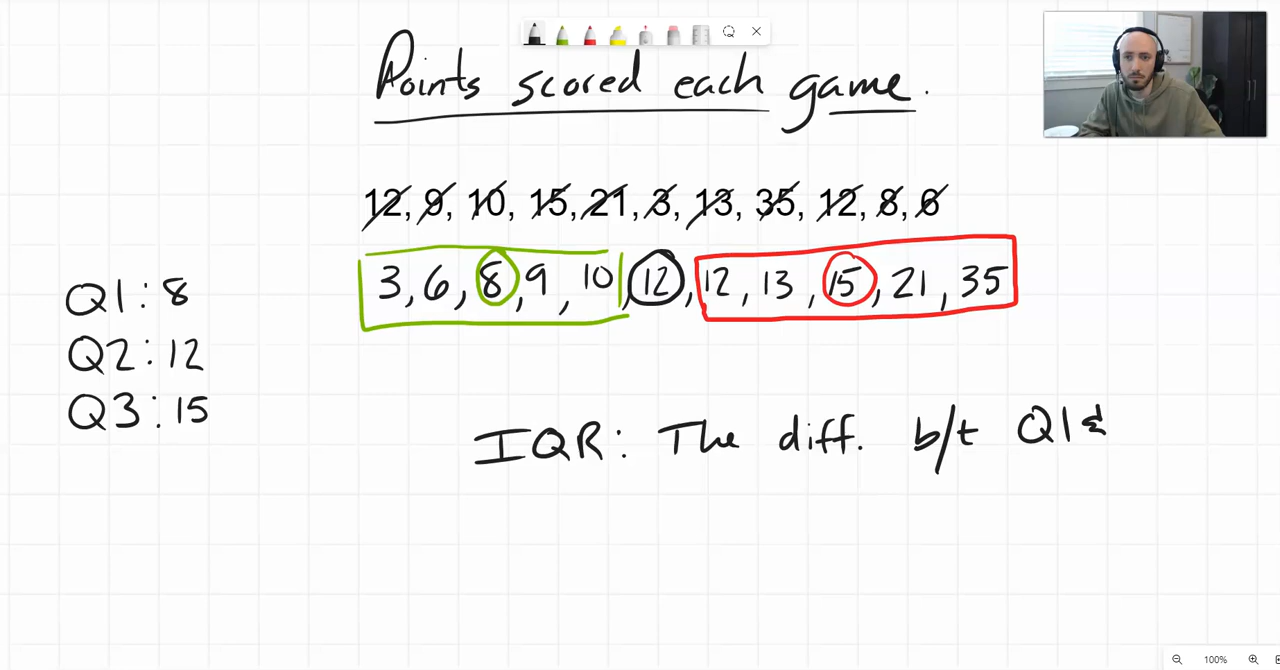 Points scored each game.
12, 9, 10, 15, 21, 3, 13, 35, 12, 8, 6
3, 6, 8, 9, 10, 12, 12, 13, 15, 21, 35
Q1: 8
Q2: 12
Q3: 15
IQR: The diff. b/t Q1 &
100%